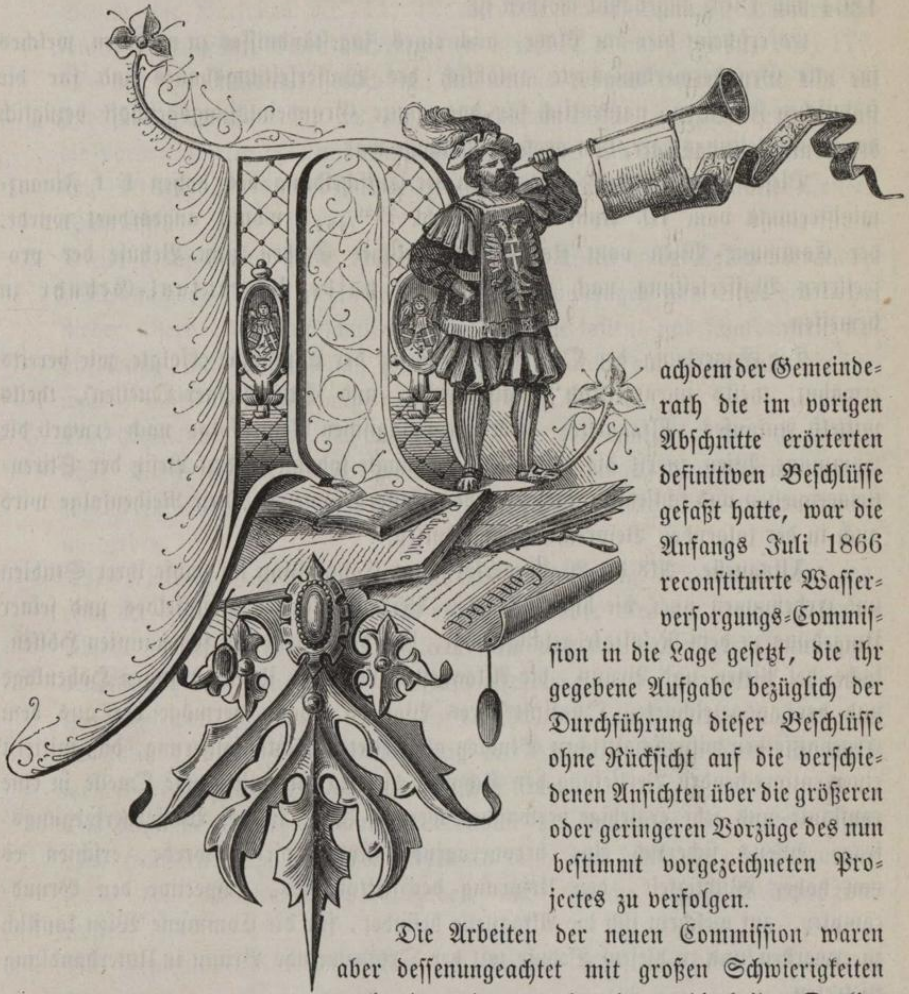 N
Relazzunie
Contract
achdem der Gemeinde-
rath die im vorigen
Abschnitte erörterten
definitiven Beschlüsse
gefaßt hatte, war die
Anfangs Juli 1866
reconstituirte Wasser-
versorgungs-Commis-
sion in die Lage gesetzt, die ihr
gegebene Aufgabe bezüglich der
Durchführung dieser Beschlüsse
ohne Rücksicht auf die verschie-
denen Ansichten über die größeren
oder geringeren Vorzüge des nun
bestimmt vorgezeichneten Pro-
jectes zu verfolgen.
Die Arbeiten der neuen Commission waren
aber dessenungeachtet mit großen Schwierigkeiten